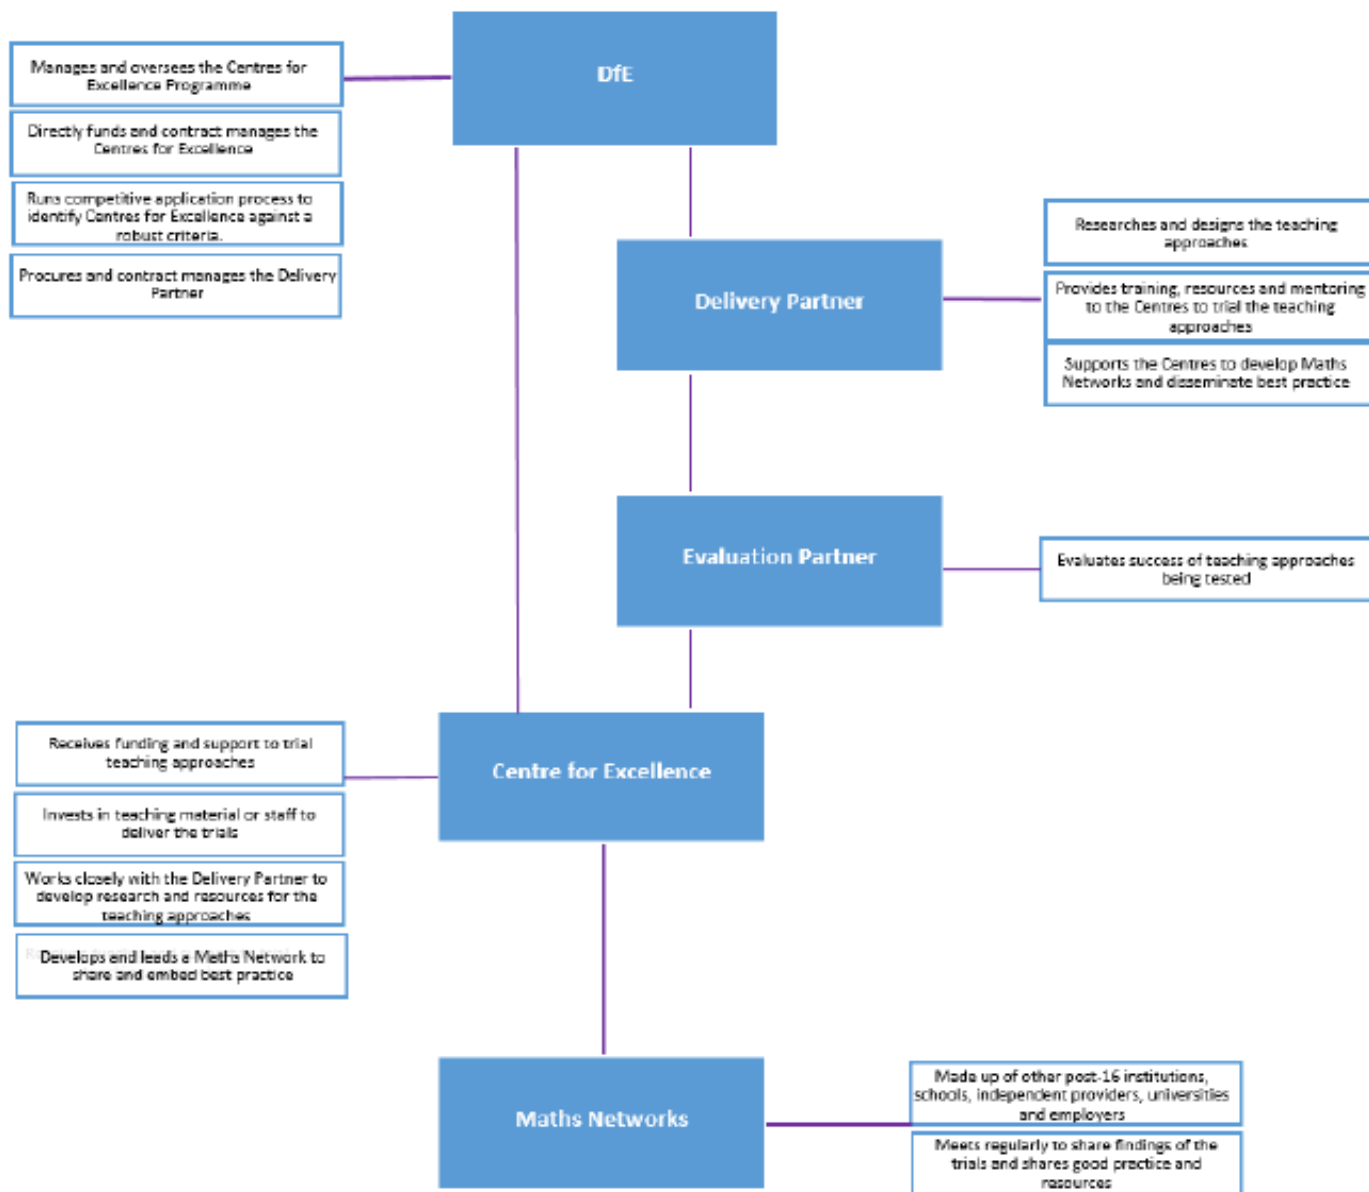 DfE
Manages and oversees the Centres for
Excellence Programme
Directly funds and contract manages the
Centres for Excellence
Runs competitive application process to
identify Centres for Excellence against a
robust criteria.
Procures and contract manages the Delivery
Partner
Delivery Partner
Researches and designs the teaching
approaches
Provides training, resources and mentoring
to the Centres to trial the teaching
approaches
Supports the Centres to develop Maths
Networks and disseminate best practice
Evaluation Partner
Evaluates success of teaching approaches
being tested
Centre for Excellence
Receives funding and support to trial
teaching approaches
Invests in teaching material or staff to
deliver the trials
Works closely with the Delivery Partner to
develop research and resources for the
teaching approaches
Develops and leads a Maths Network to
share and embed best practice
Maths Networks
Made up of other post-16 institutions,
schools, independent providers, universities
and employers
Meets regularly to share findings of the
trials and shares good practice and
resources